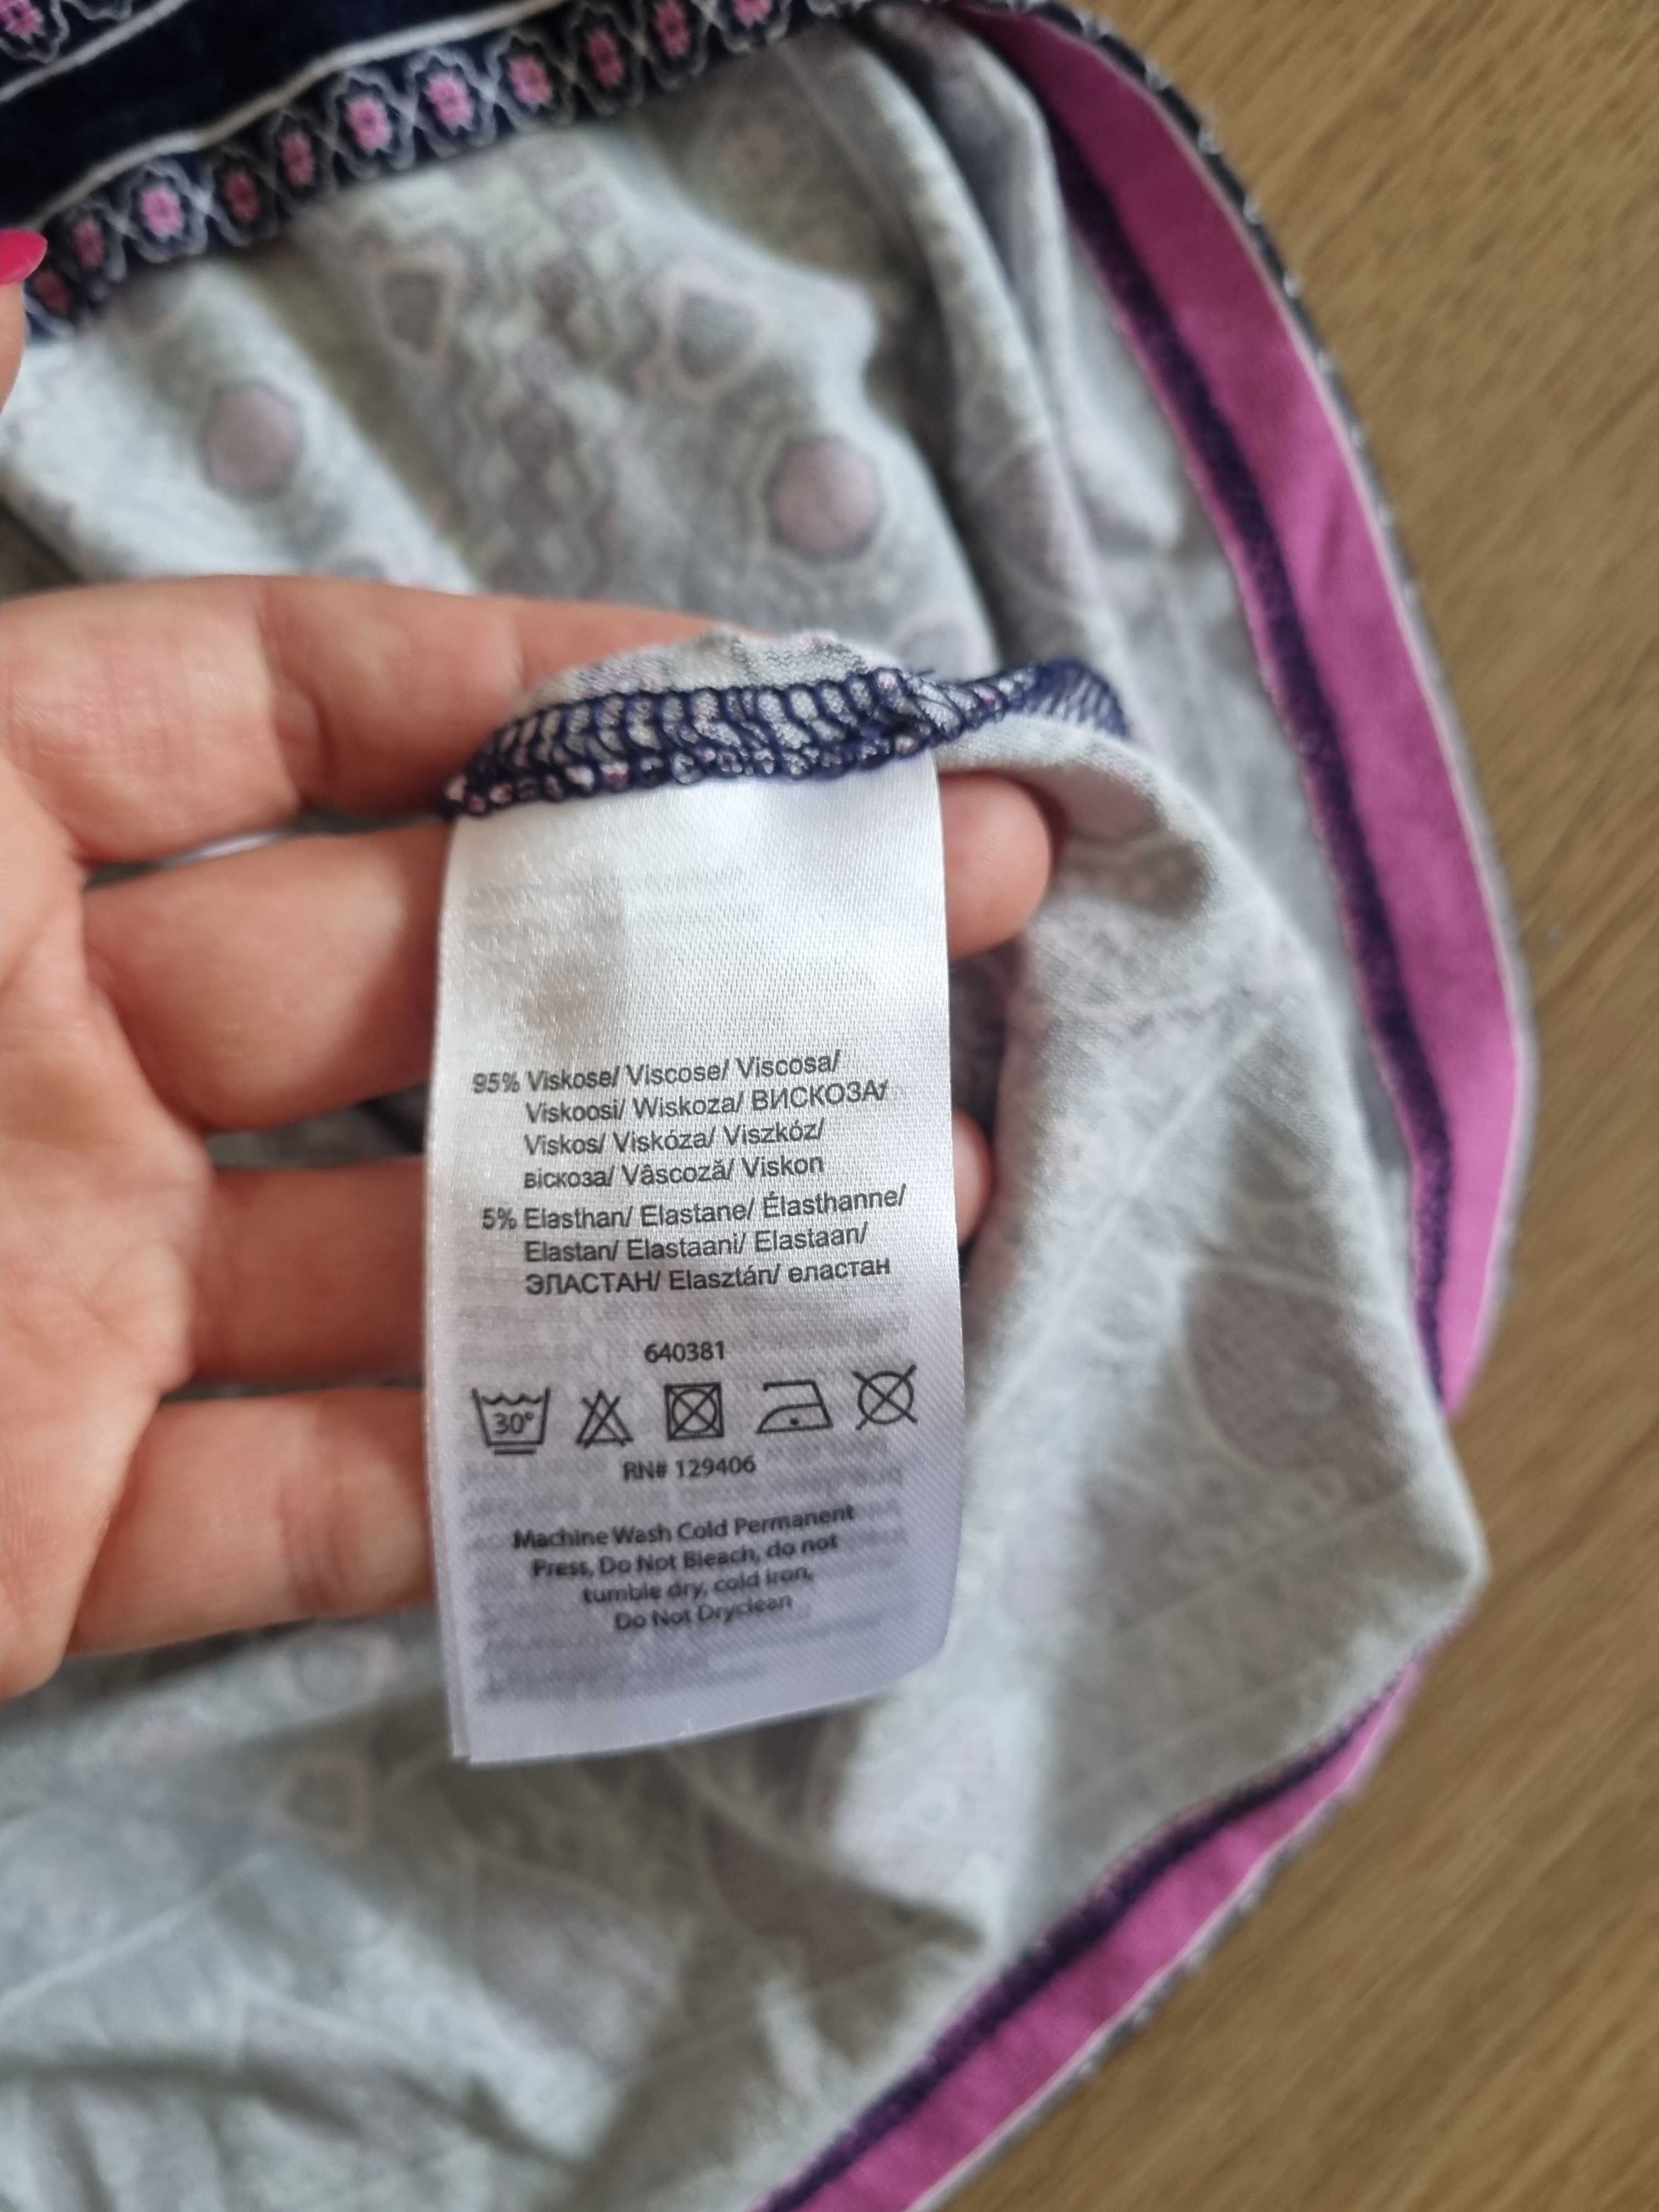 95% Viskose/ Viscose/ Viscosa/
Viskoosi/ Wiskoza/ ВИСКОЗА/
Viskos/ Viskóza/ Viszkóz/
віскоза/ Vâscoză/ Viskon
5% Elasthan/ Elastane/ Élasthanne/
Elastan/ Elastaani/ Elastaan/
ЭЛАСТАН/ Elasztán/ еластан
640381
30°
RN# 129406
Machine Wash Cold Permanent
Press, Do Not Bleach, do not
tumble dry, cold iron,
Do Not Dryclean